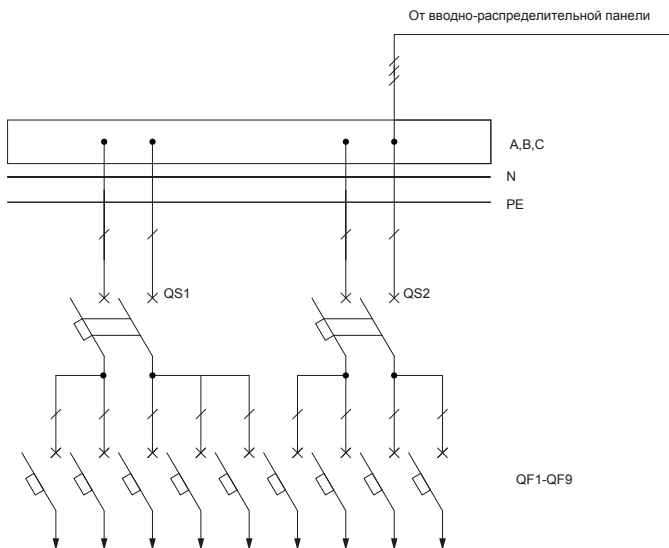 От вводно-распределительной панели
A,B,C
N
PE
QS1
QS2
QF1-QF9